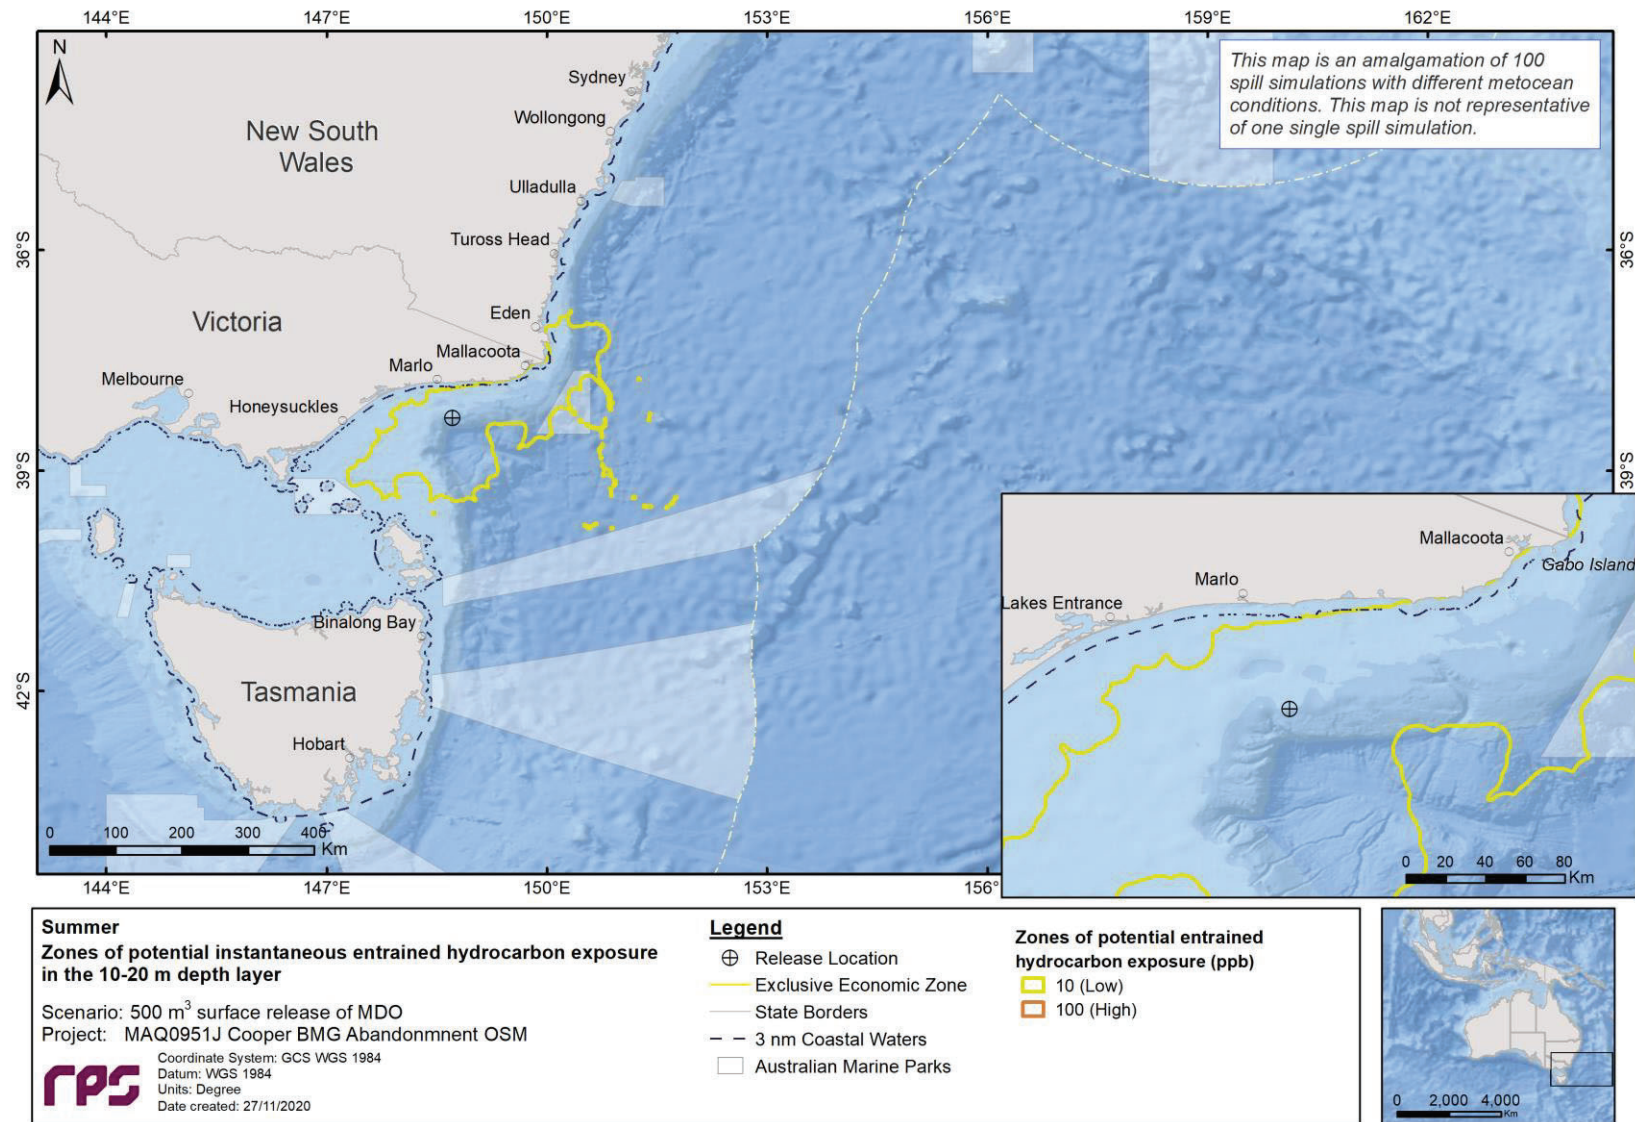 144°E 147°E 150°E 153°E 156°E 159°E 162°E
N
This map is an amalgamation of 100
spill simulations with different metocean
conditions. This map is not representative
of one single spill simulation.
Sydney
New South
Wales
Wollongong
Ulladulla
Tuross Head
36°S 36°S
Eden
Victoria
Mallacoota
Marlo
Melbourne
Honeysuckles
39°S 39°S
Mallacoota
Gabo Island
Marlo
Lakes Entrance
Binalong Bay
Tasmania
42°S
Hobart
0 100 200 300 400
Km
0 20 40 60 80
Km
144°E 147°E 150°E 153°E 156°E
Summer
Zones of potential instantaneous entrained hydrocarbon exposure
in the 10-20 m depth layer
Scenario: 500 m³ surface release of MDO
Project: MAQ0951J Cooper BMG Abandonmnent OSM
rps
Coordinate System: GCS WGS 1984
Datum: WGS 1984
Units: Degree
Date created: 27/11/2020
Legend
Release Location
Exclusive Economic Zone
State Borders
3 nm Coastal Waters
Australian Marine Parks
Zones of potential entrained
hydrocarbon exposure (ppb)
10 (Low)
100 (High)
0 2,000 4,000
Km